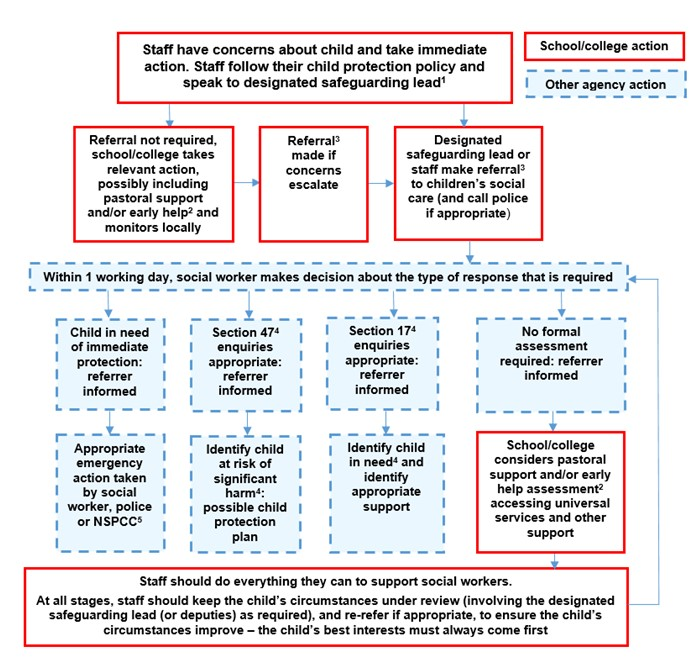 Staff have concerns about child and take immediate
action. Staff follow their child protection policy and
speak to designated safeguarding lead¹
School/college action
Other agency action
Referral not required,
school/college takes
relevant action,
possibly including
pastoral support
and/or early help² and
monitors locally
Referral³
made if
concerns
escalate
Designated
safeguarding lead or
staff make referral³
to children’s social
care (and call police
if appropriate)
Within 1 working day, social worker makes decision about the type of response that is required
Child in need
of immediate
protection:
referrer
informed
Section 47⁴
enquiries
appropriate:
referrer
informed
Section 17⁴
enquiries
appropriate:
referrer
informed
No formal
assessment
required: referrer
informed
Appropriate
emergency
action taken
by social
worker, police
or NSPCC⁵
Identify child
at risk of
significant
harm⁴:
possible child
protection
plan
Identify child
in need⁴ and
identify
appropriate
support
School/college
considers pastoral
support and/or early
help assessment²
accessing universal
services and other
support
Staff should do everything they can to support social workers.
At all stages, staff should keep the child’s circumstances under review (involving the designated
safeguarding lead (or deputies) as required), and re-refer if appropriate, to ensure the child’s
circumstances improve – the child’s best interests must always come first